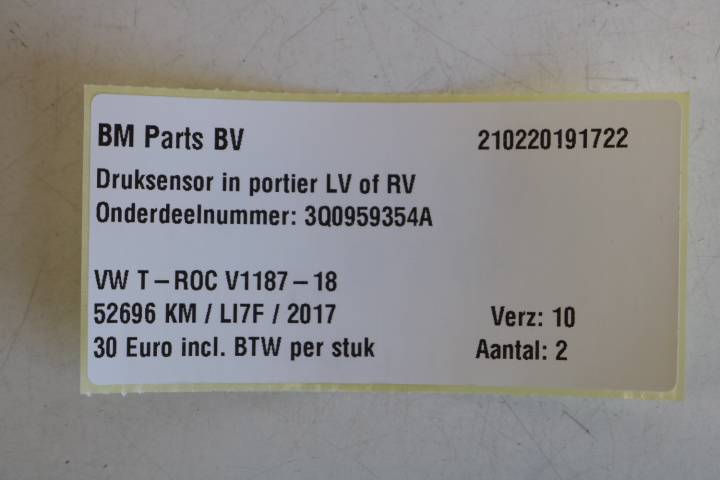 BM Parts BV 210220191722
Druksensor in portier LV of RV
Onderdeelnummer: 3Q0959354A
VW T-ROC V1187-18
52696 KM / LI7F / 2017 Verz: 10
30 Euro incl. BTW per stuk Aantal: 2